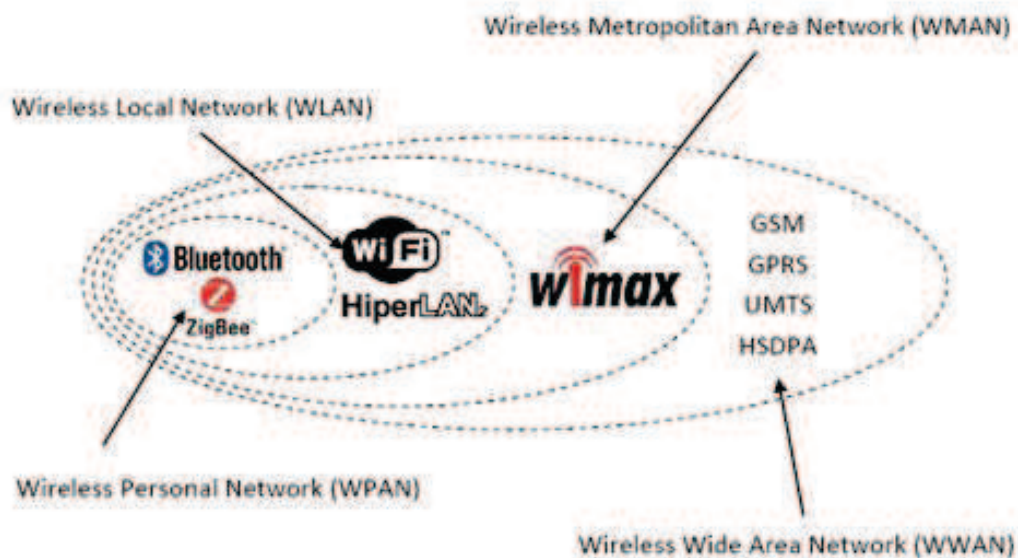 Wireless Metropolitan Area Network (WMAN)
Wireless Local Network (WLAN)
Bluetooth
ZigBee
WiFi
HiperLAN2
wimax
GSM
GPRS
UMTS
HSDPA
Wireless Personal Network (WPAN)
Wireless Wide Area Network (WWAN)